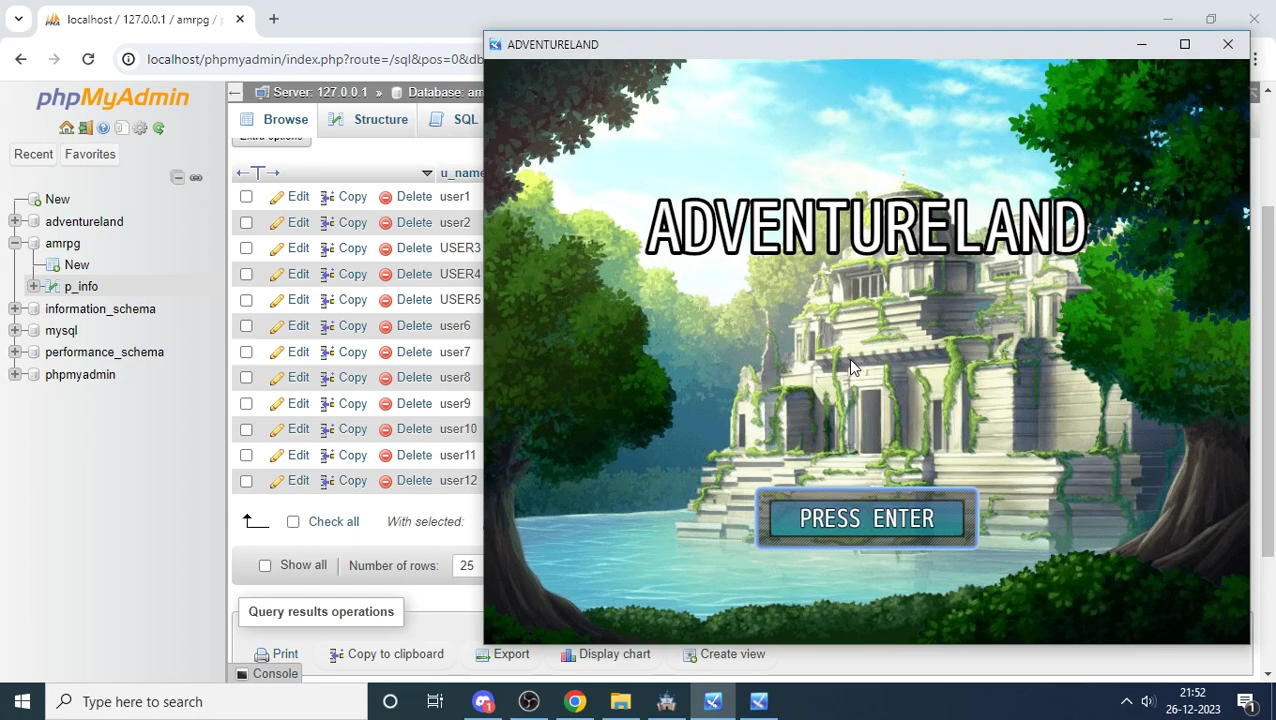 localhost / 127.0.0.1 / amrpg /
ADVENTURELAND
localhost/phpmyadmin/index.php?route=/sql&pos=0&db
phpMyAdmin
Server: 127.0.0.1 » Database: am
Browse Structure SQL
Extra options
Recent Favorites
New
adventureland
amrpg
New
p_info
information_schema
mysql
performance_schema
phpmyadmin
u_name
Edit Copy Delete user1
Edit Copy Delete user2
Edit Copy Delete USER3
Edit Copy Delete USER4
Edit Copy Delete USER5
Edit Copy Delete user6
Edit Copy Delete user7
Edit Copy Delete user8
Edit Copy Delete user9
Edit Copy Delete user10
Edit Copy Delete user11
Edit Copy Delete user12
Check all With selected:
Show all Number of rows: 25
Query results operations
Print Copy to clipboard Export Display chart Create view
Console
ADVENTURELAND
PRESS ENTER
Type here to search
21:52
26-12-2023
1